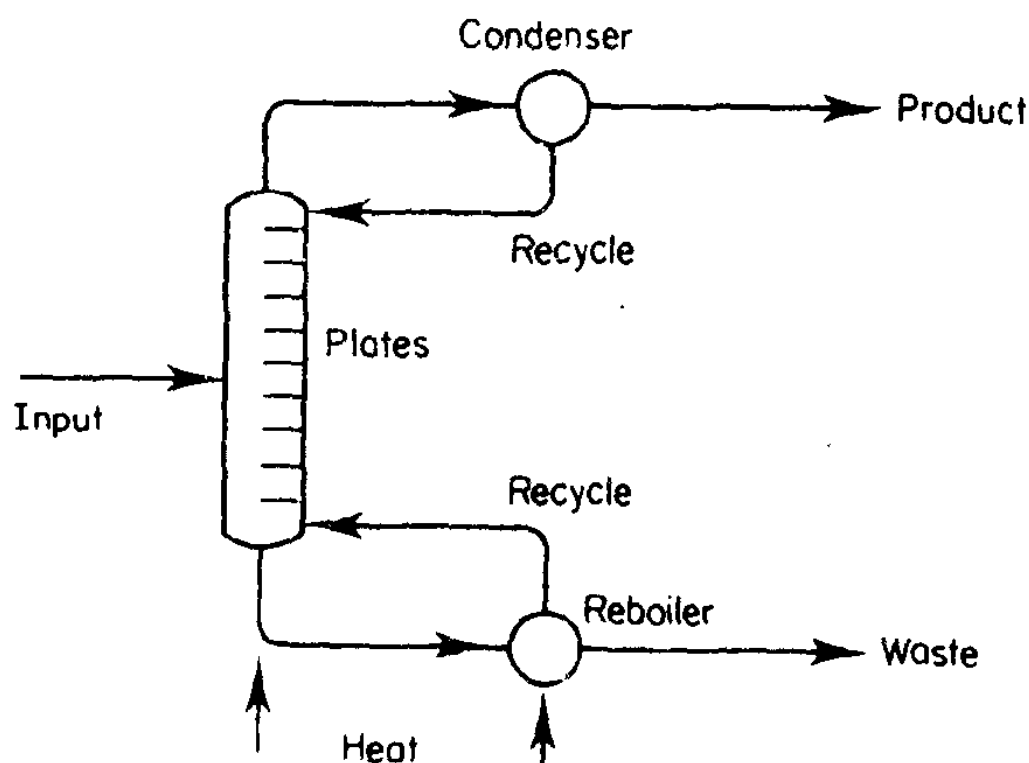 Condenser
Product
Recycle
Plates
Input
Recycle
Reboiler
Waste
Heat